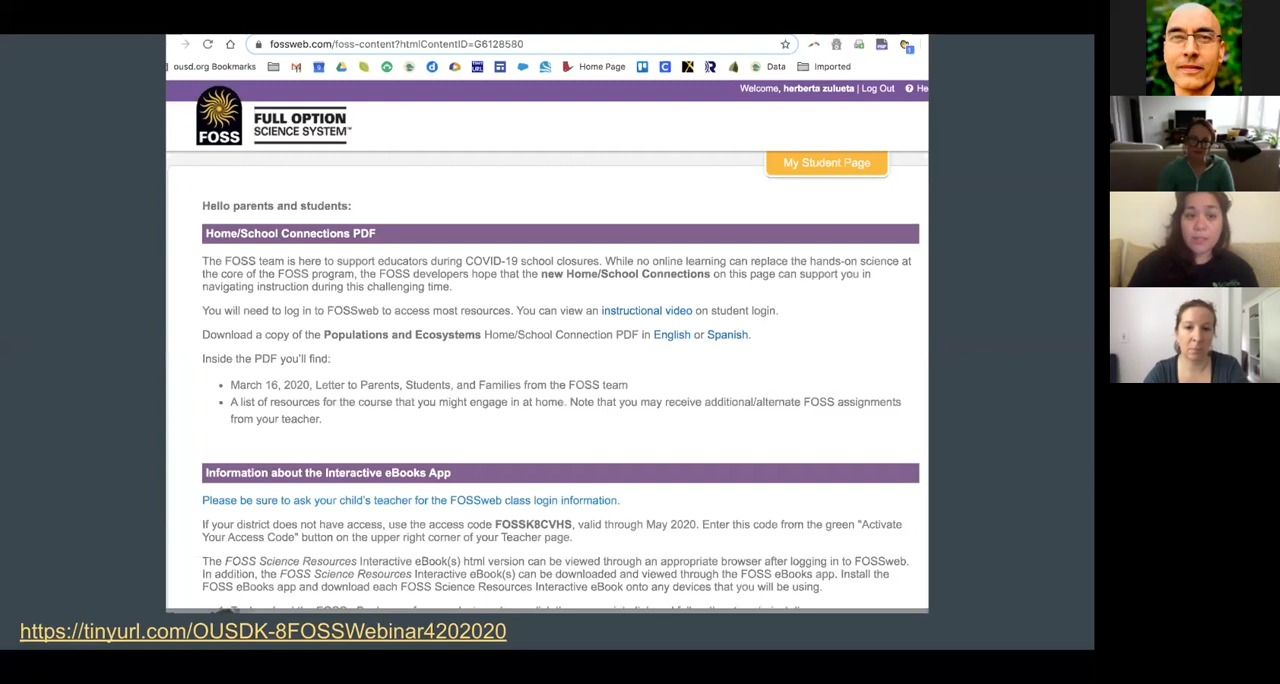 fossweb.com/foss-content?htmlContentID=G6128580
ousd.org Bookmarks
Home Page
Data
Imported
Welcome, herberta zulueta | Log Out
He
FOSS
FULL OPTION
SCIENCE SYSTEM™
My Student Page
Hello parents and students:
Home/School Connections PDF
The FOSS team is here to support educators during COVID-19 school closures. While no online learning can replace the hands-on science at
the core of the FOSS program, the FOSS developers hope that the new Home/School Connections on this page can support you in
navigating instruction during this challenging time.
You will need to log in to FOSSweb to access most resources. You can view an instructional video on student login.
Download a copy of the Populations and Ecosystems Home/School Connection PDF in English or Spanish.
Inside the PDF you'll find:
• March 16, 2020, Letter to Parents, Students, and Families from the FOSS team
• A list of resources for the course that you might engage in at home. Note that you may receive additional/alternate FOSS assignments
from your teacher.
Information about the Interactive eBooks App
Please be sure to ask your child's teacher for the FOSSweb class login information.
If your district does not have access, use the access code FOSSK8CVHS, valid through May 2020. Enter this code from the green "Activate
Your Access Code" button on the upper right corner of your Teacher page.
The FOSS Science Resources Interactive eBook(s) html version can be viewed through an appropriate browser after logging in to FOSSweb.
In addition, the FOSS Science Resources Interactive eBook(s) can be downloaded and viewed through the FOSS eBooks app. Install the
FOSS eBooks app and download each FOSS Science Resources Interactive eBook onto any devices that you will be using.
https://tinyurl.com/OUSDK-8FOSSWebinar4202020